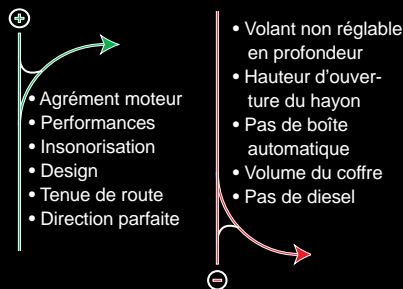 +
• Agrément moteur
• Performances
• Insonorisation
• Design
• Tenue de route
• Direction parfaite
• Volant non réglable
en profondeur
• Hauteur d'ouver-
ture du hayon
• Pas de boîte
automatique
• Volume du coffre
• Pas de diesel
−